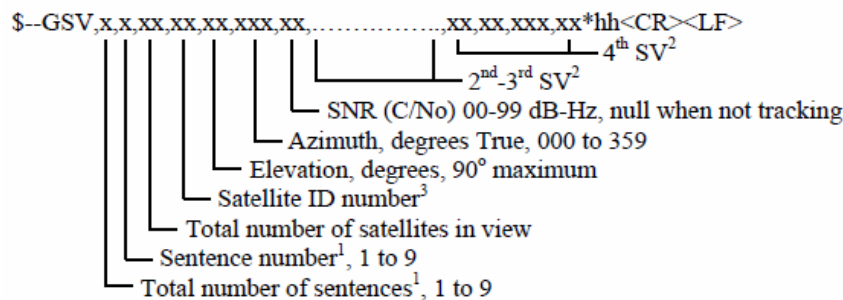 $--GSV,x,x,xx,xx,xx,xxx,xx,……………..,xx,xx,xxx,xx*hh<CR><LF>
4th SV2
2nd-3rd SV2
SNR (C/No) 00-99 dB-Hz, null when not tracking
Azimuth, degrees True, 000 to 359
Elevation, degrees, 90o maximum
Satellite ID number3
Total number of satellites in view
Sentence number1, 1 to 9
Total number of sentences1, 1 to 9